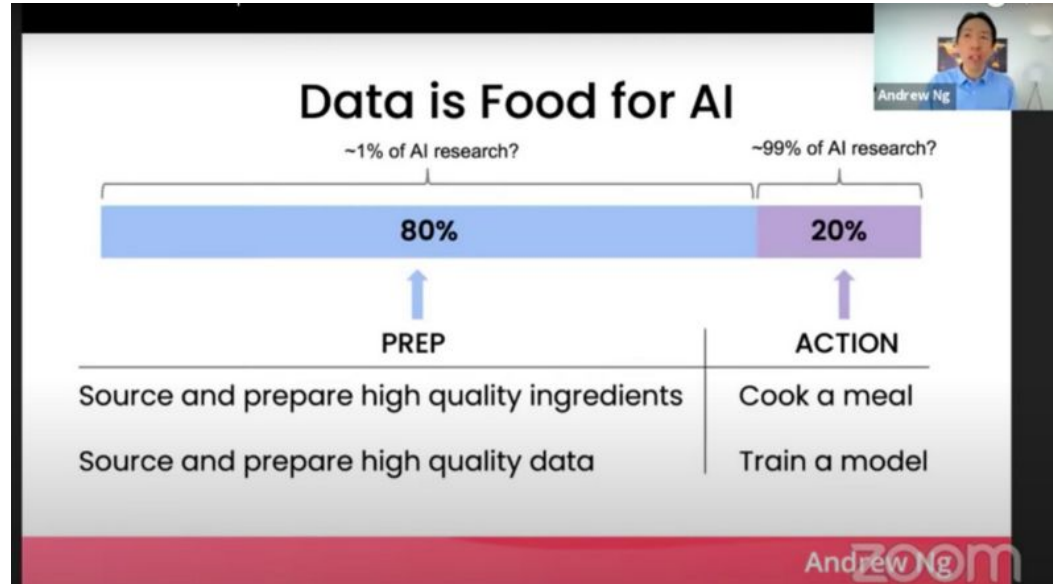 Data is Food for AI
Andrew Ng
~1% of AI research?
~99% of AI research?
80%
20%
PREP
ACTION
Source and prepare high quality ingredients
Cook a meal
Source and prepare high quality data
Train a model
Andrew Ng
zoom